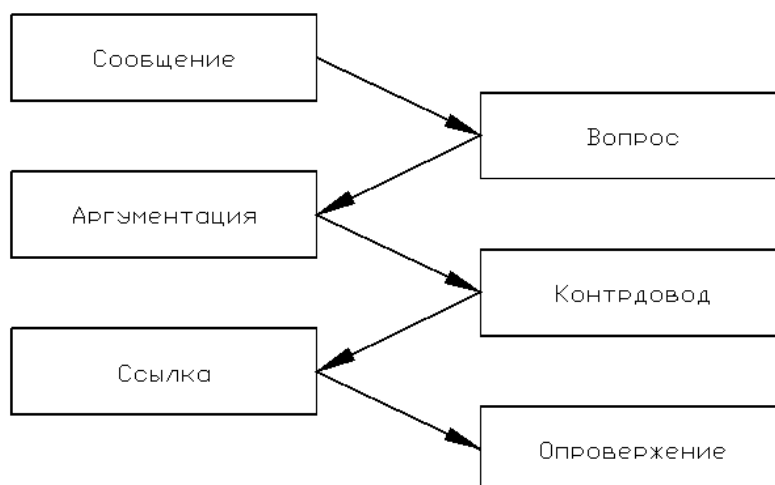 Сообщение
Вопрос
Аргументация
Контрдовод
Ссылка
Опровержение